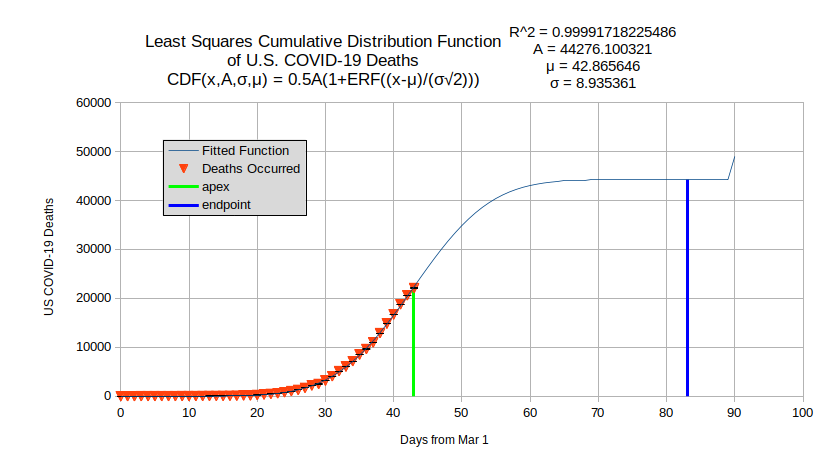 Least Squares Cumulative Distribution Function
of U.S. COVID-19 Deaths
CDF(x,A,σ,μ) = 0.5A(1+ERF((x-μ)/(σ√2)))
R^2 = 0.99991718225486
A = 44276.100321
μ = 42.865646
σ = 8.935361
60000
50000
40000
30000
20000
10000
0
US COVID-19 Deaths
Fitted Function
Deaths Occurred
apex
endpoint
0 10 20 30 40 50 60 70 80 90 100
Days from Mar 1